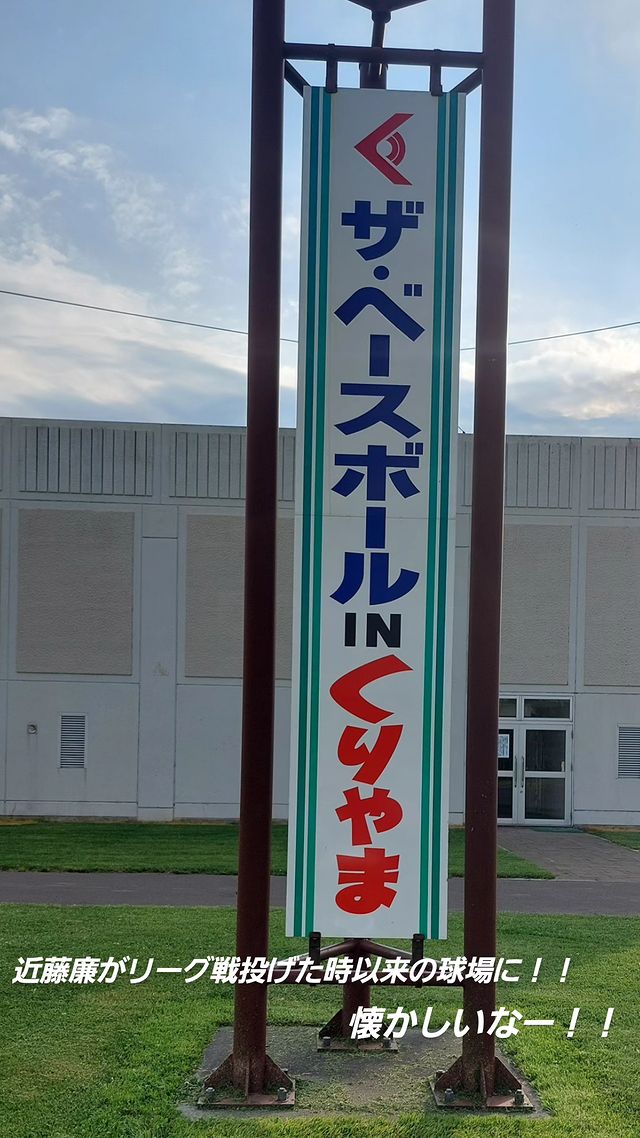 ザ・ベースボール
IN
くりやま
近藤廉がリーグ戦投げた時以来の球場に！！
懐かしいなー！！